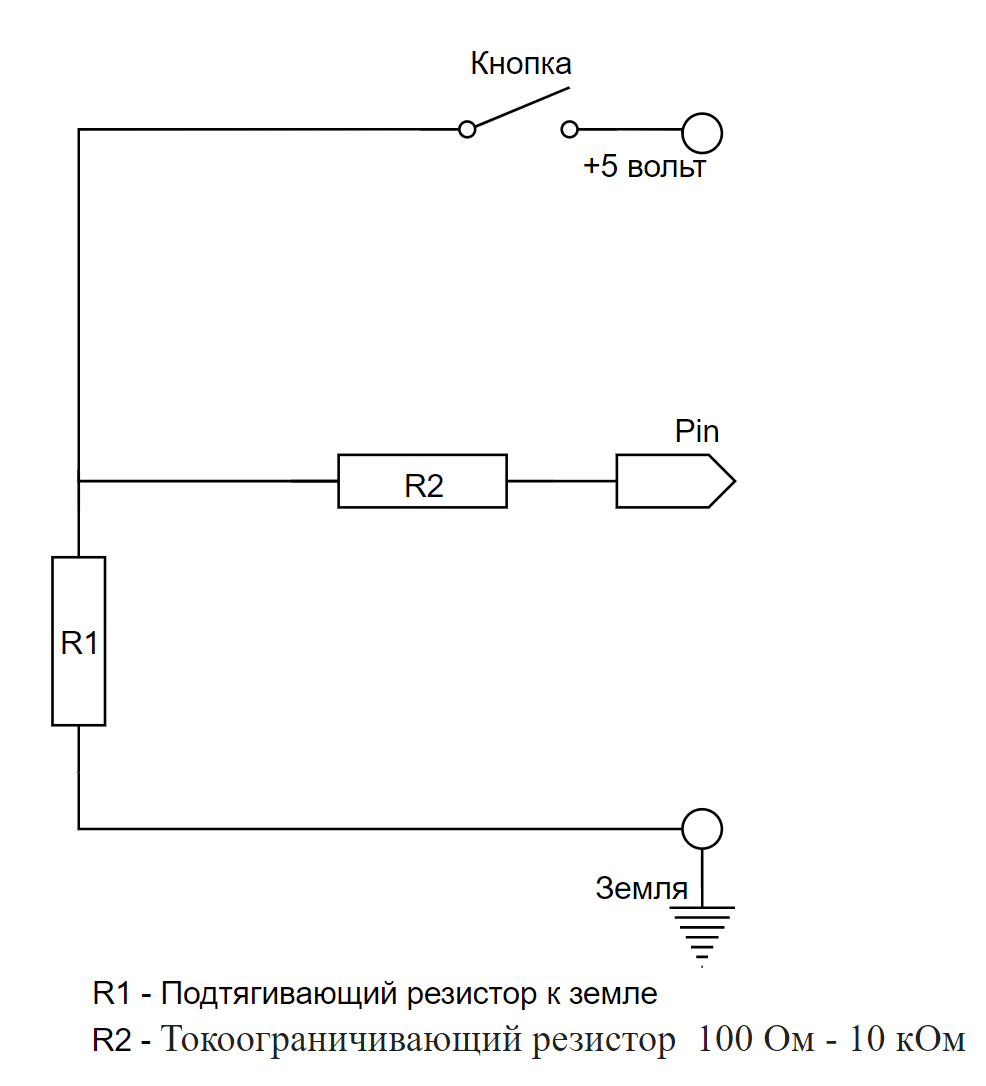 Кнопка
+5 вольт
Pin
R2
R1
Земля
R1 - Подтягивающий резистор к земле
R2 - Токоограничивающий резистор 100 Ом - 10 кОм